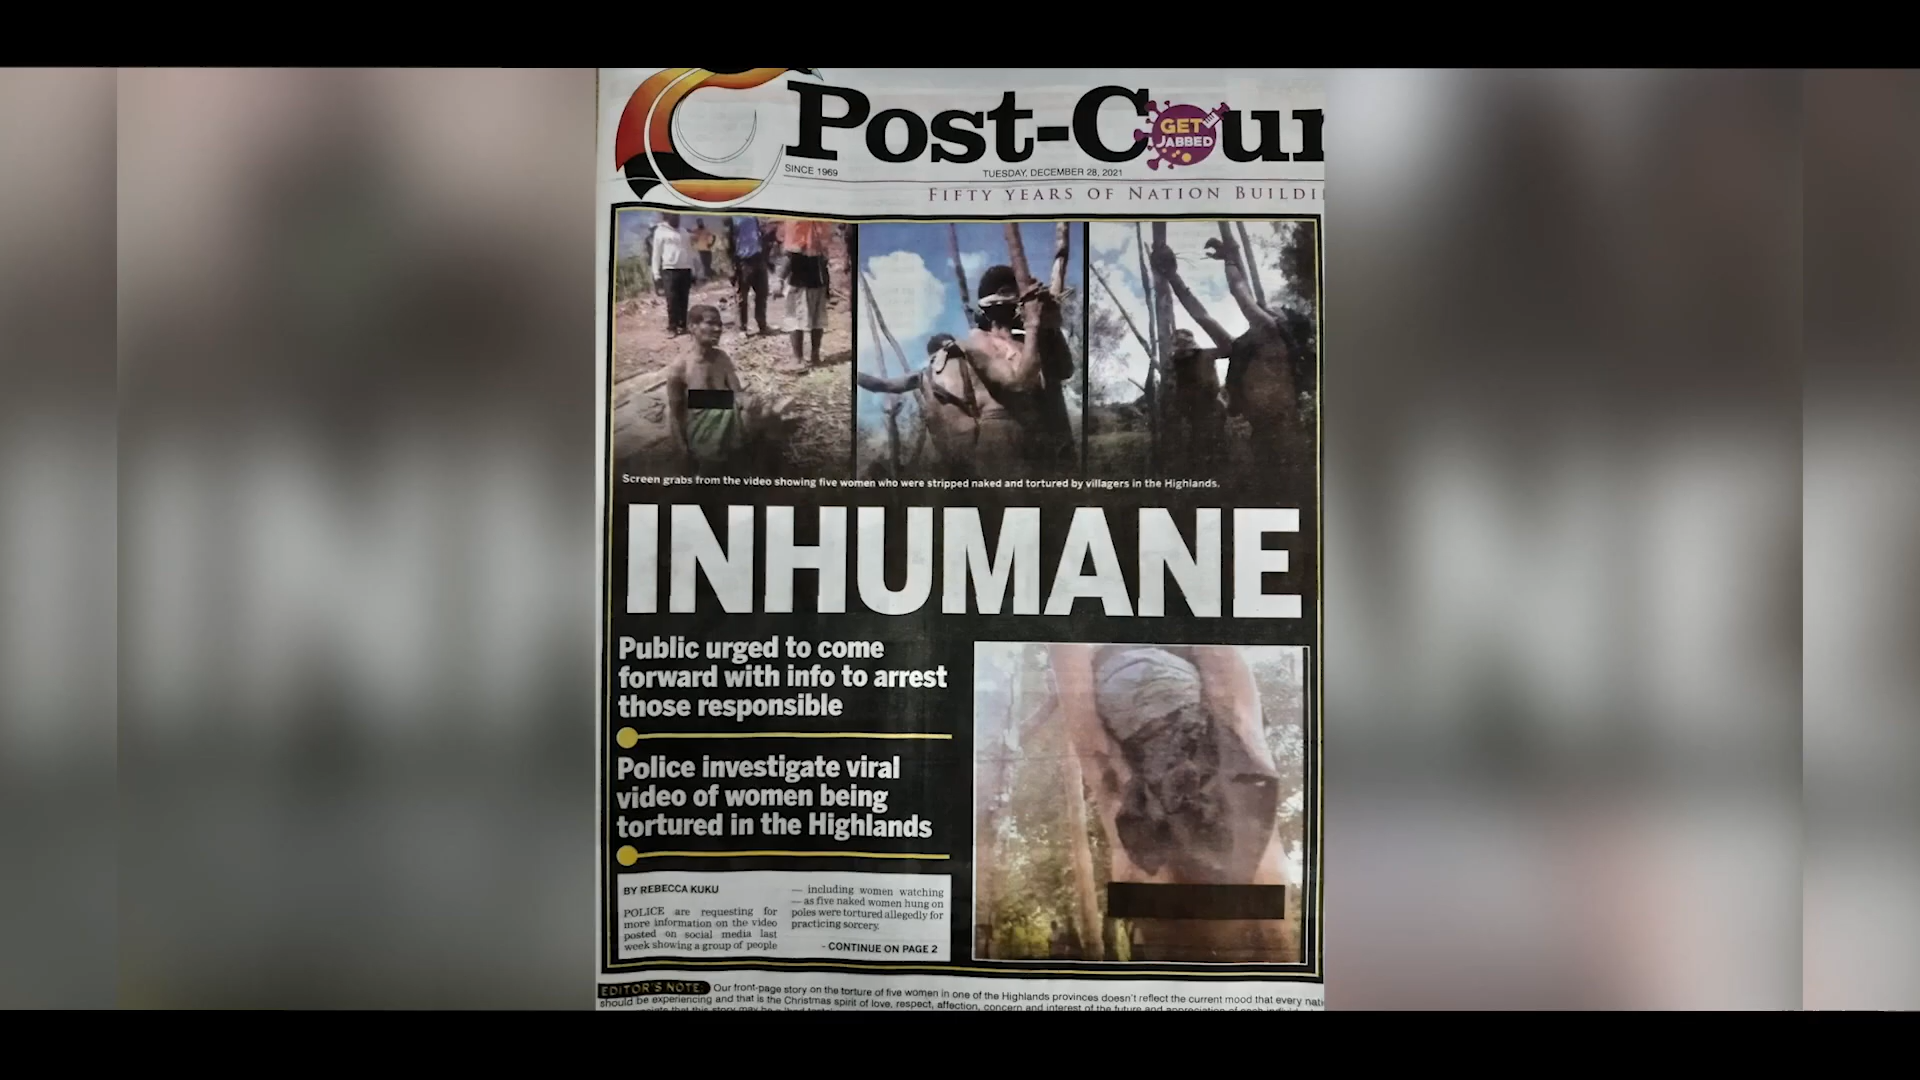 Post-Cour
GET
JABBED
SINCE 1969
TUESDAY, DECEMBER 28, 2021
FIFTY YEARS OF NATION BUILDI
Screen grabs from the video showing five women who were stripped naked and tortured by villagers in the Highlands.
INHUMANE
Public urged to come
forward with info to arrest
those responsible
Police investigate viral
video of women being
tortured in the Highlands
BY REBECCA KUKU
POLICE are requesting for
more information on the video
posted on social media last
week showing a group of people
— including women watching
— as five naked women hung on
poles were tortured allegedly for
practicing sorcery.
- CONTINUE ON PAGE 2
EDITOR'S NOTE: Our front-page story on the torture of five women in one of the Highlands provinces doesn't reflect the current mood that every nati
should be experiencing and that is the Christmas spirit of love, respect, affection, concern and interest of the future and appreciation of each
that this story may be a